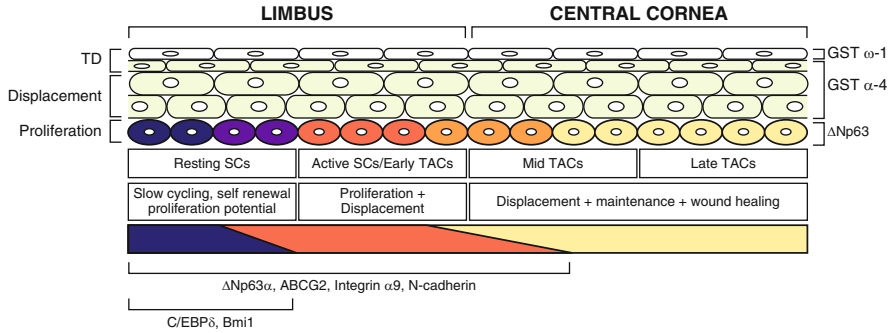 LIMBUS
CENTRAL CORNEA
TD
GST ω-1
Displacement
GST α-4
Proliferation
ΔNp63
Resting SCs
Active SCs/Early TACs
Mid TACs
Late TACs
Slow cycling, self renewal
proliferation potential
Proliferation +
Displacement
Displacement + maintenance + wound healing
ΔNp63α, ABCG2, Integrin α9, N-cadherin
C/EBPδ, Bmi1